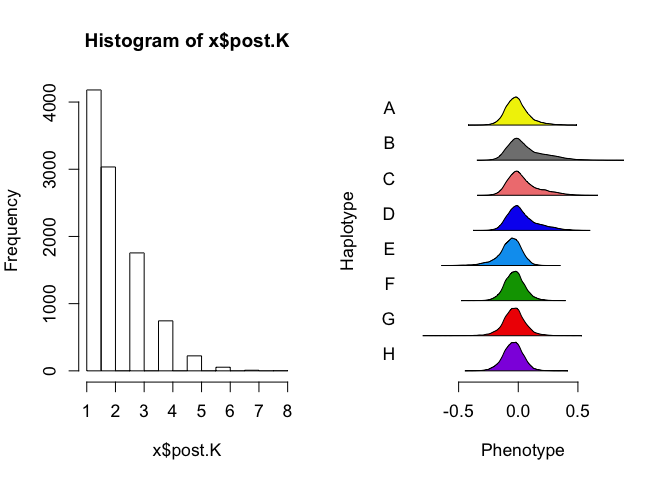 Histogram of x$post.K
Frequency
0
1000
2000
3000
4000
1 2 3 4 5 6 7 8
x$post.K
Haplotype
A
B
C
D
E
F
G
H
-0.5 0.0 0.5
Phenotype